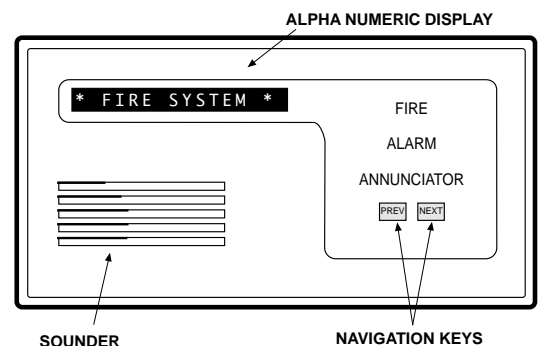 ALPHA NUMERIC DISPLAY
* FIRE SYSTEM *
FIRE
ALARM
ANNUNCIATOR
PREV NEXT
SOUNDER
NAVIGATION KEYS